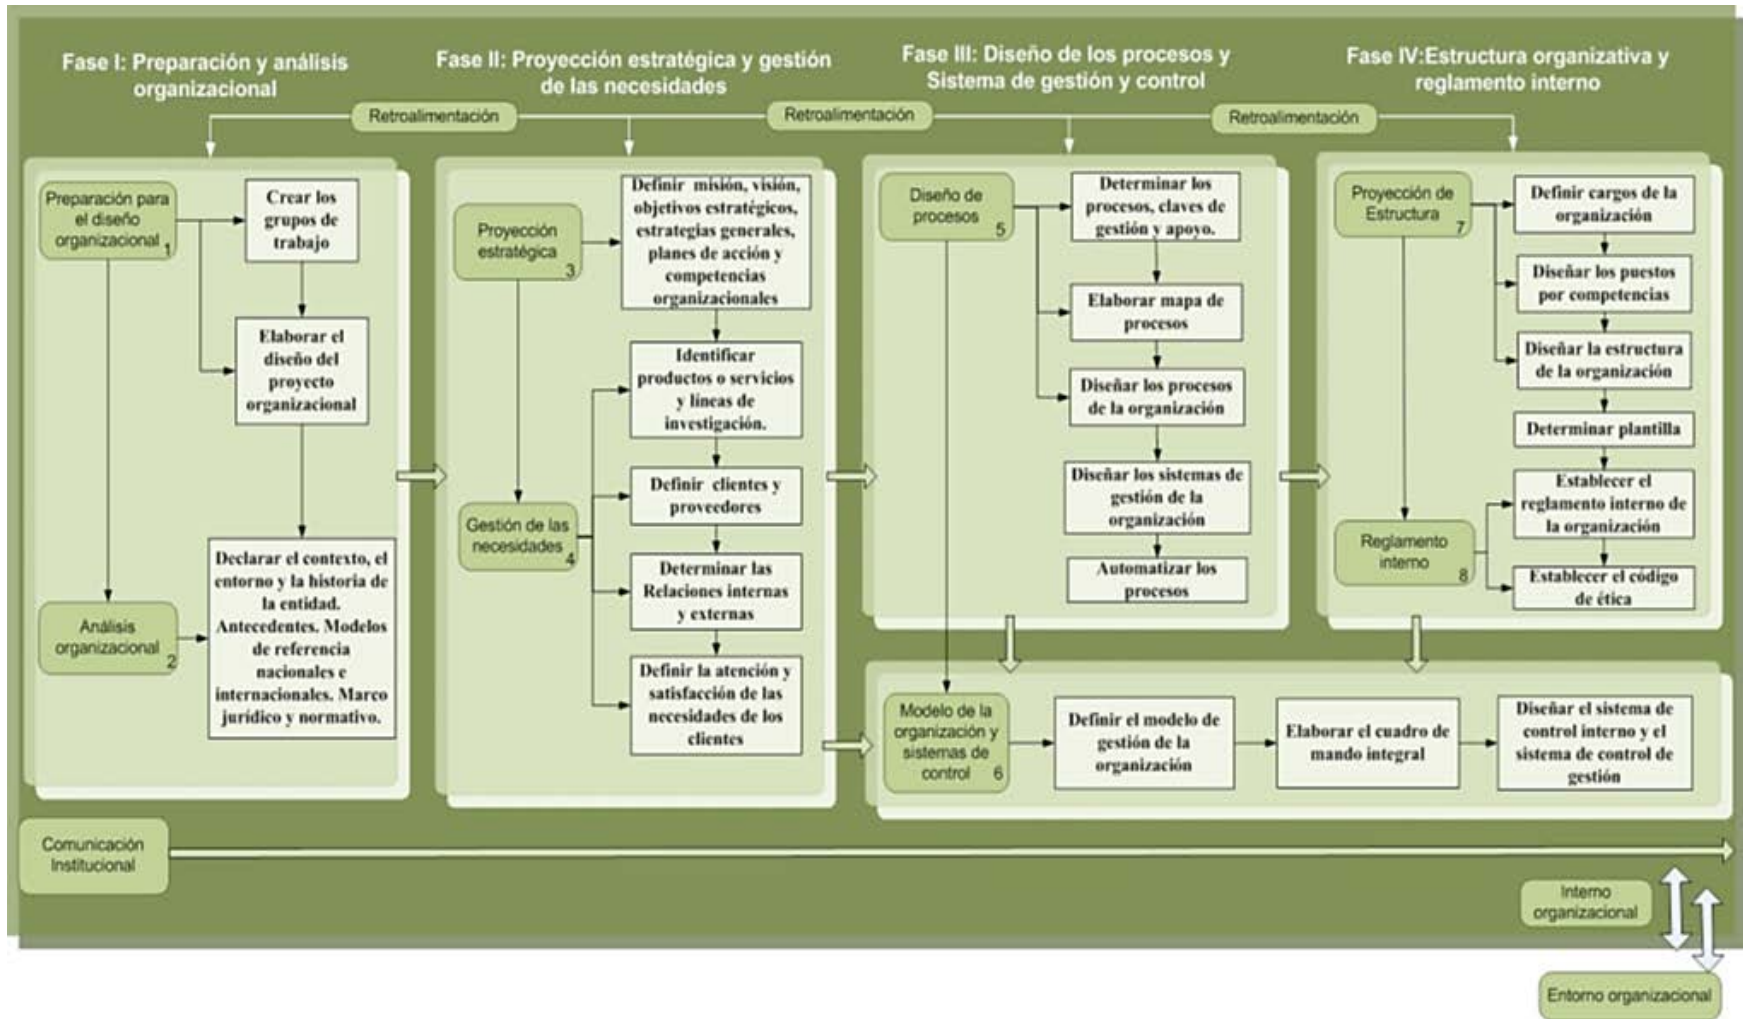 Fase I: Preparación y análisis
organizacional
Fase II: Proyección estratégica y gestión
de las necesidades
Fase III: Diseño de los procesos y
Sistema de gestión y control
Fase IV:Estructura organizativa y
reglamento interno
Retroalimentación
Retroalimentación
Retroalimentación
Preparación para
el diseño
organizacional
1
Crear los
grupos de
trabajo
Elaborar el
diseño del
proyecto
organizacional
Análisis
organizacional
2
Declarar el contexto, el
entorno y la historia de
la entidad.
Antecedentes. Modelos
de referencia
nacionales e
internacionales. Marco
jurídico y normativo.
Proyección
estratégica
3
Definir misión, visión,
objetivos estratégicos,
estrategias generales,
planes de acción y
competencias
organizacionales
Identificar
productos o servicios
y líneas de
investigación.
Gestión de las
necesidades
4
Definir clientes y
proveedores
Determinar las
Relaciones internas
y externas
Definir la atención y
satisfacción de las
necesidades de los
clientes
Diseño de
procesos
5
Determinar los
procesos, claves de
gestión y apoyo.
Elaborar mapa de
procesos
Diseñar los procesos
de la organización
Diseñar los sistemas de
gestión de la
organización
Automatizar los
procesos
Proyección de
Estructura
7
Definir cargos de la
organización
Diseñar los puestos
por competencias
Diseñar la estructura
de la organización
Determinar plantilla
Reglamento
interno
8
Establecer el
reglamento interno de
la organización
Establecer el código
de ética
Modelo de la
organización y
sistemas de
control
6
Definir el modelo de
gestión de la
organización
Elaborar el cuadro de
mando integral
Diseñar el sistema de
control interno y el
sistema de control de
gestión
Comunicación
Institucional
Interno
organizacional
Entorno organizacional